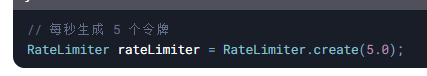 // 每秒生成 5 个令牌
RateLimiter rateLimiter = RateLimiter.create(5.0);